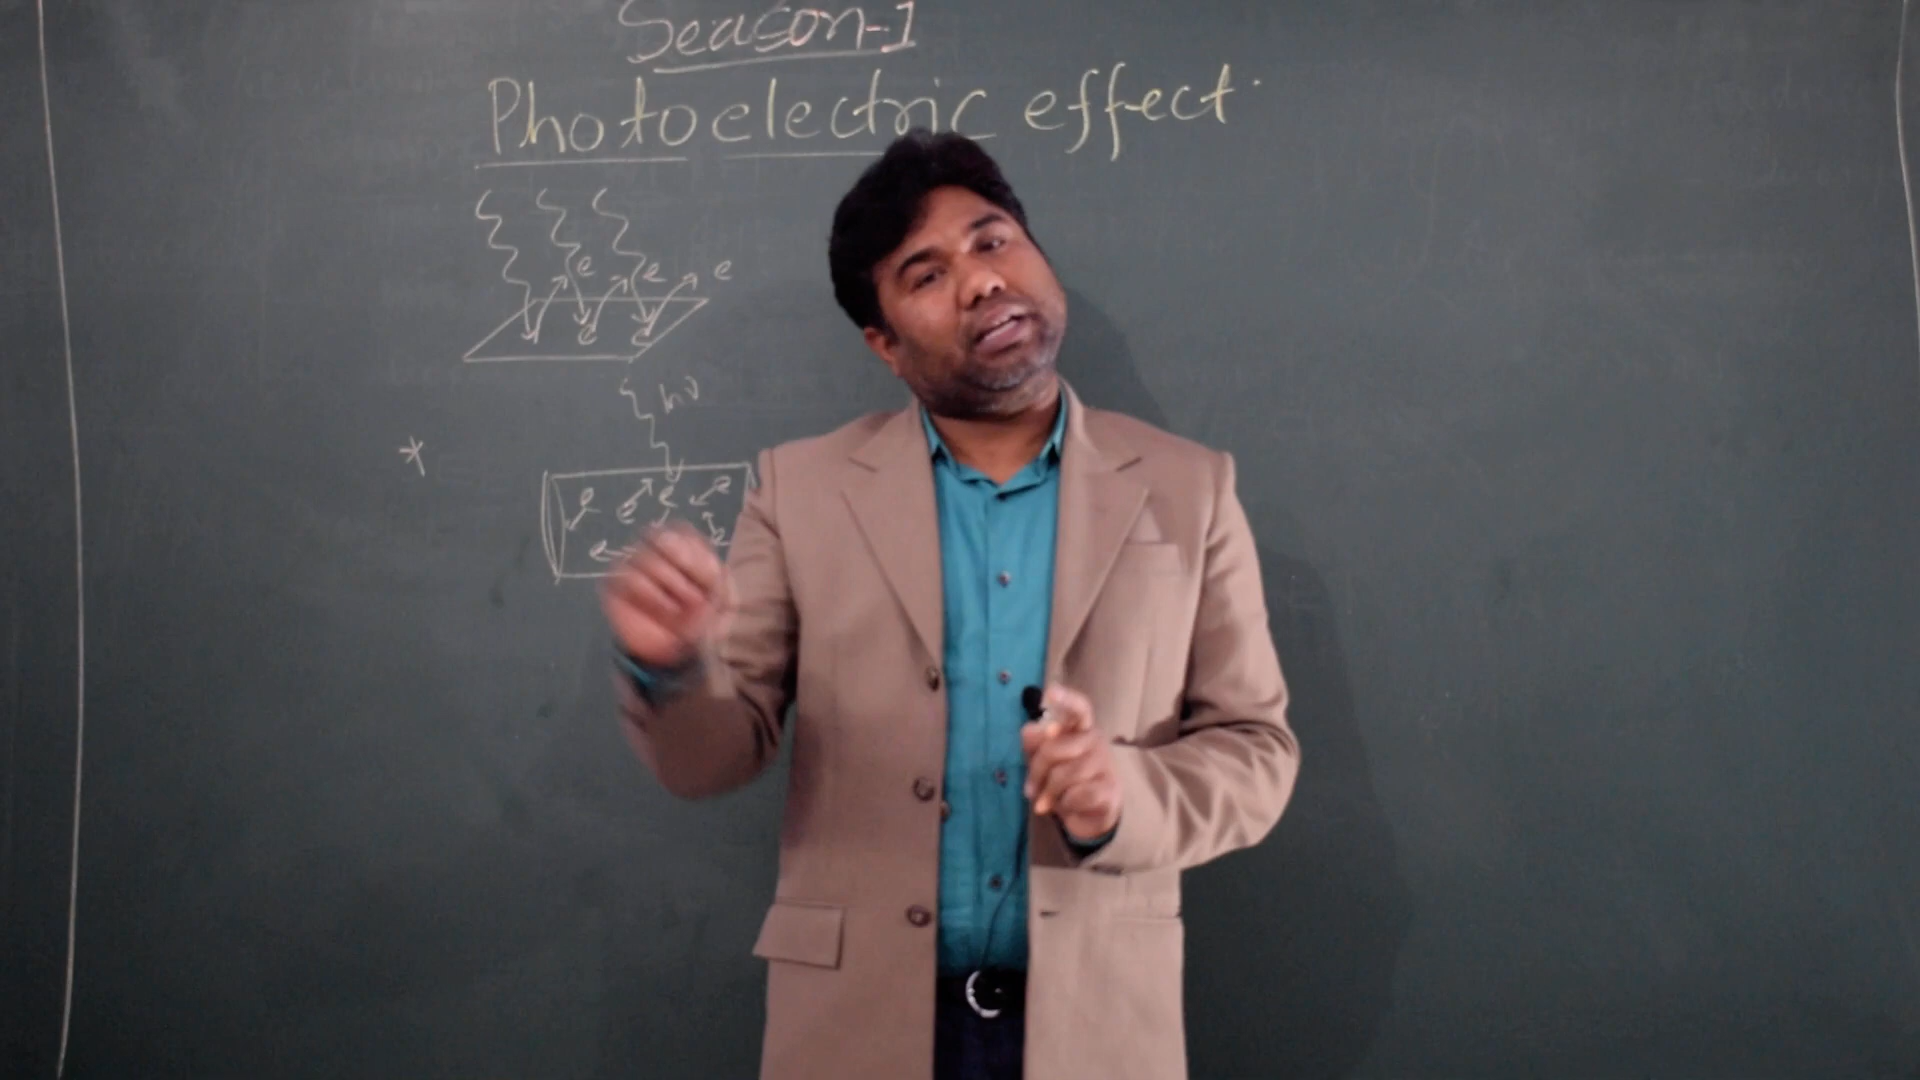 Season-1
Photoelectric effect.
e e e
e e
hν
*
e e e e
e e